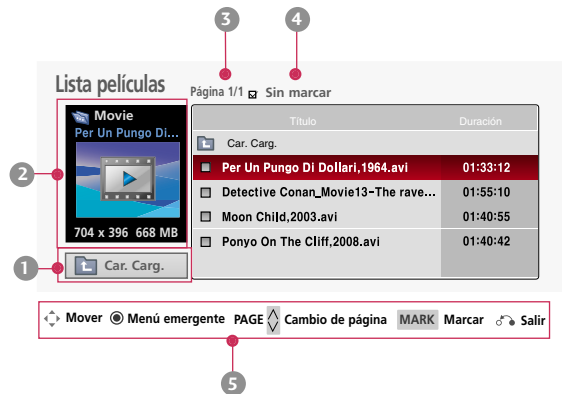 3
4
Lista películas
Página 1/1 Sin marcar
Movie
Per Un Pungo Di...
704 x 396 668 MB
Car. Carg.
2
1
Título Duración
Car. Carg.
Per Un Pungo Di Dollari,1964.avi 01:33:12
Detective Conan_Movie13-The rave... 01:55:10
Moon Child,2003.avi 01:40:55
Ponyo On The Cliff,2008.avi 01:40:42
Mover Menú emergente PAGE Cambio de página MARK Marcar Salir
5